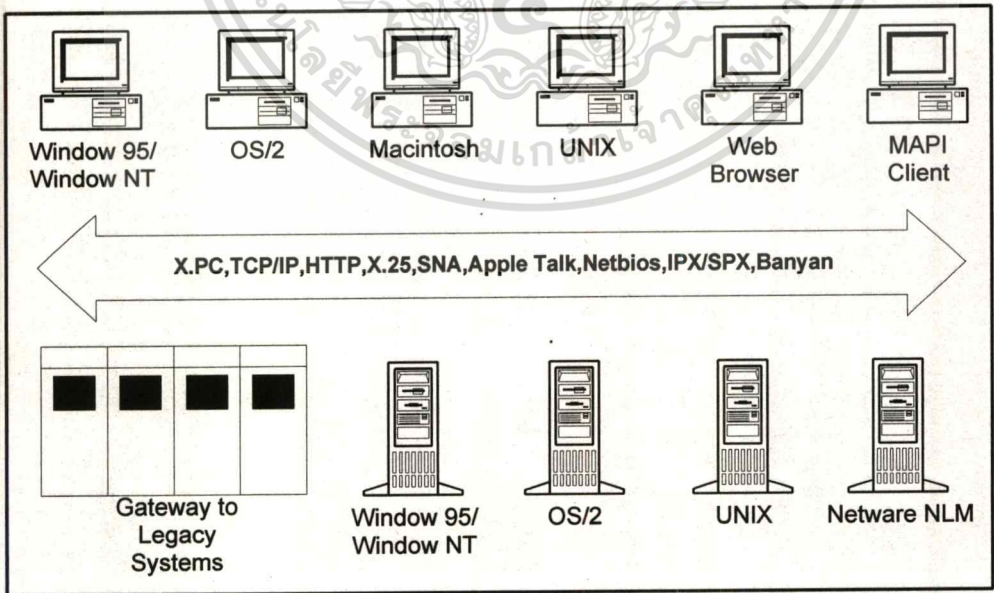 Window 95/
Window NT
OS/2
Macintosh
UNIX
Web
Browser
MAPI
Client
X.PC,TCP/IP,HTTP,X.25,SNA,Apple Talk,Netbios,IPX/SPX,Banyan
Gateway to
Legacy
Systems
Window 95/
Window NT
OS/2
UNIX
Netware NLM